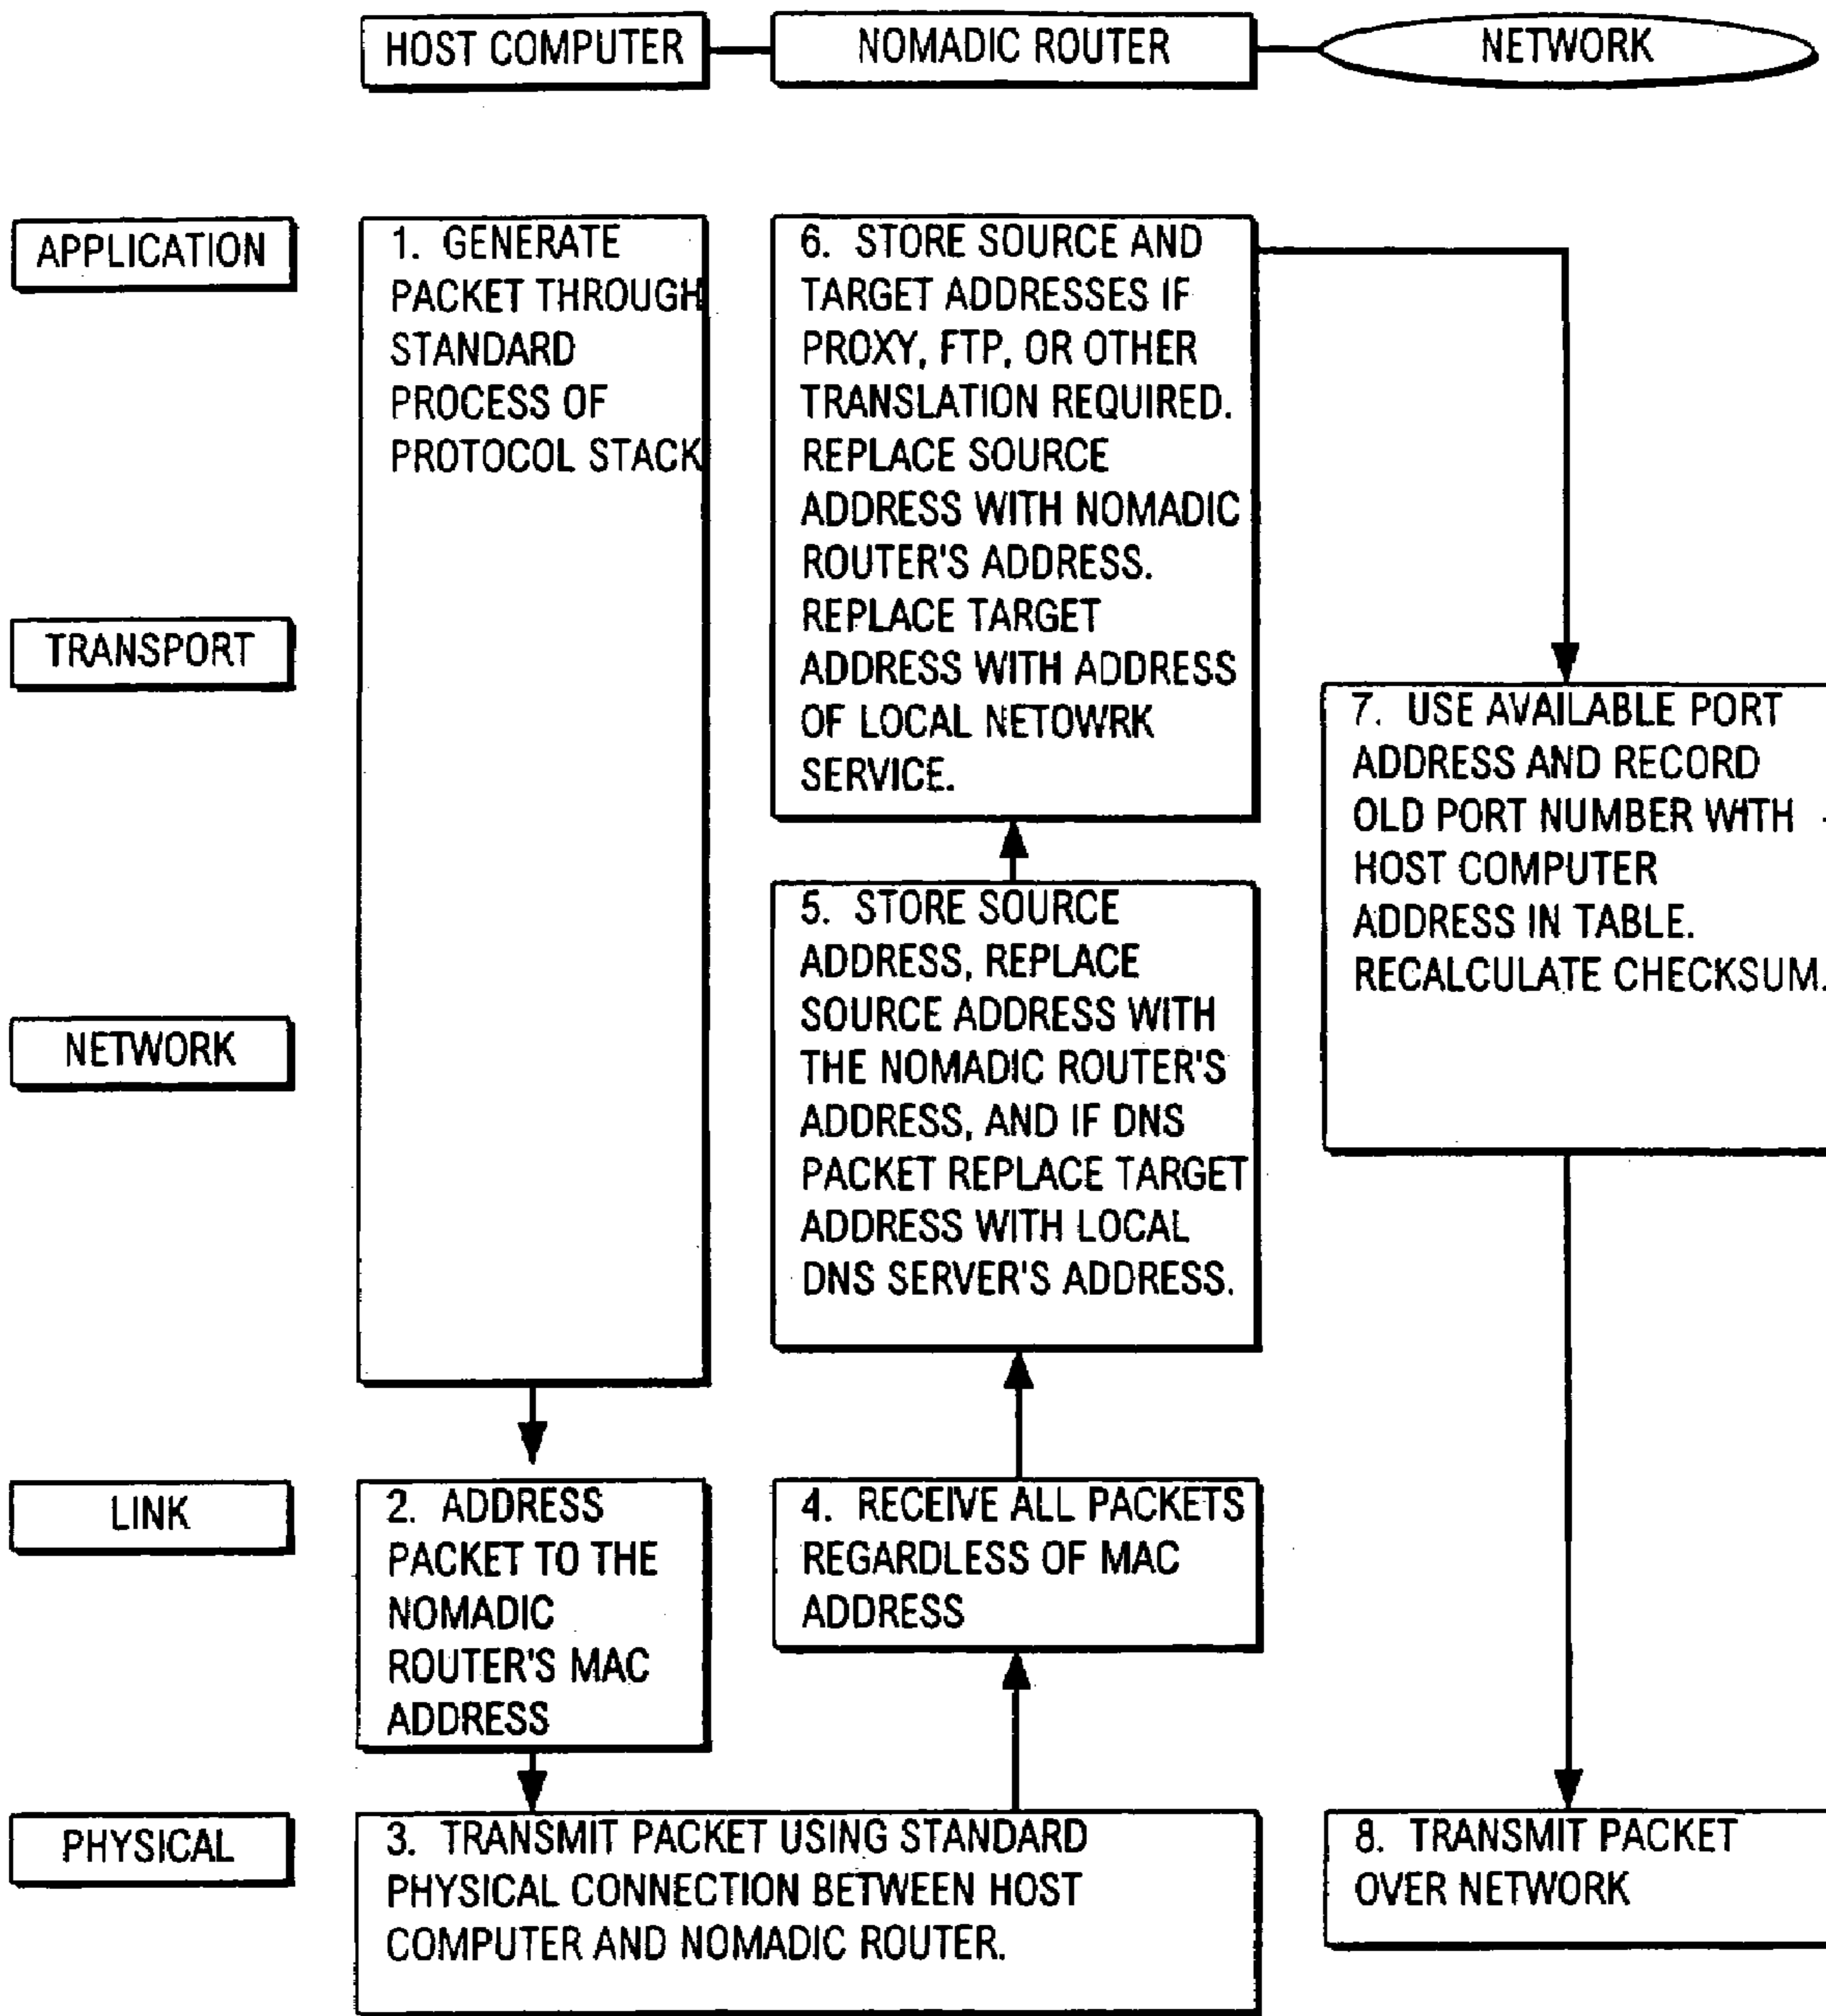 HOST COMPUTER
NOMADIC ROUTER
NETWORK
APPLICATION
TRANSPORT
NETWORK
LINK
PHYSICAL
1. GENERATE
PACKET THROUGH
STANDARD
PROCESS OF
PROTOCOL STACK
2. ADDRESS
PACKET TO THE
NOMADIC
ROUTER'S MAC
ADDRESS
3. TRANSMIT PACKET USING STANDARD
PHYSICAL CONNECTION BETWEEN HOST
COMPUTER AND NOMADIC ROUTER.
4. RECEIVE ALL PACKETS
REGARDLESS OF MAC
ADDRESS
5. STORE SOURCE
ADDRESS, REPLACE
SOURCE ADDRESS WITH
THE NOMADIC ROUTER'S
ADDRESS, AND IF DNS
PACKET REPLACE TARGET
ADDRESS WITH LOCAL
DNS SERVER'S ADDRESS.
6. STORE SOURCE AND
TARGET ADDRESSES IF
PROXY, FTP, OR OTHER
TRANSLATION REQUIRED.
REPLACE SOURCE
ADDRESS WITH NOMADIC
ROUTER'S ADDRESS.
REPLACE TARGET
ADDRESS WITH ADDRESS
OF LOCAL NETOWRK
SERVICE.
7. USE AVAILABLE PORT
ADDRESS AND RECORD
OLD PORT NUMBER WITH
HOST COMPUTER
ADDRESS IN TABLE.
RECALCULATE CHECKSUM.
8. TRANSMIT PACKET
OVER NETWORK